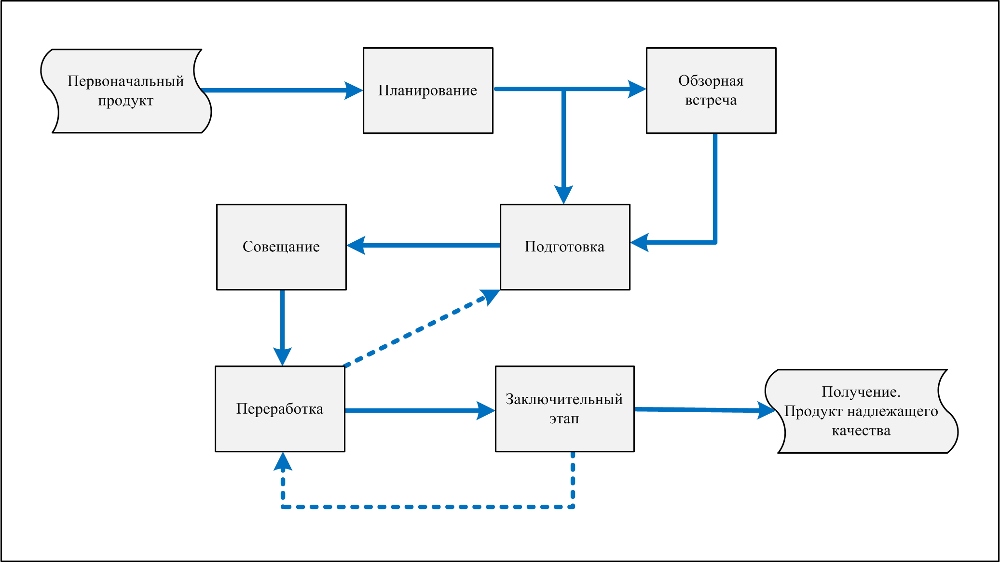 Первоначальный
продукт
Планирование
Обзорная
встреча
Совещание
Подготовка
Переработка
Заключительный
этап
Получение.
Продукт надлежащего
качества